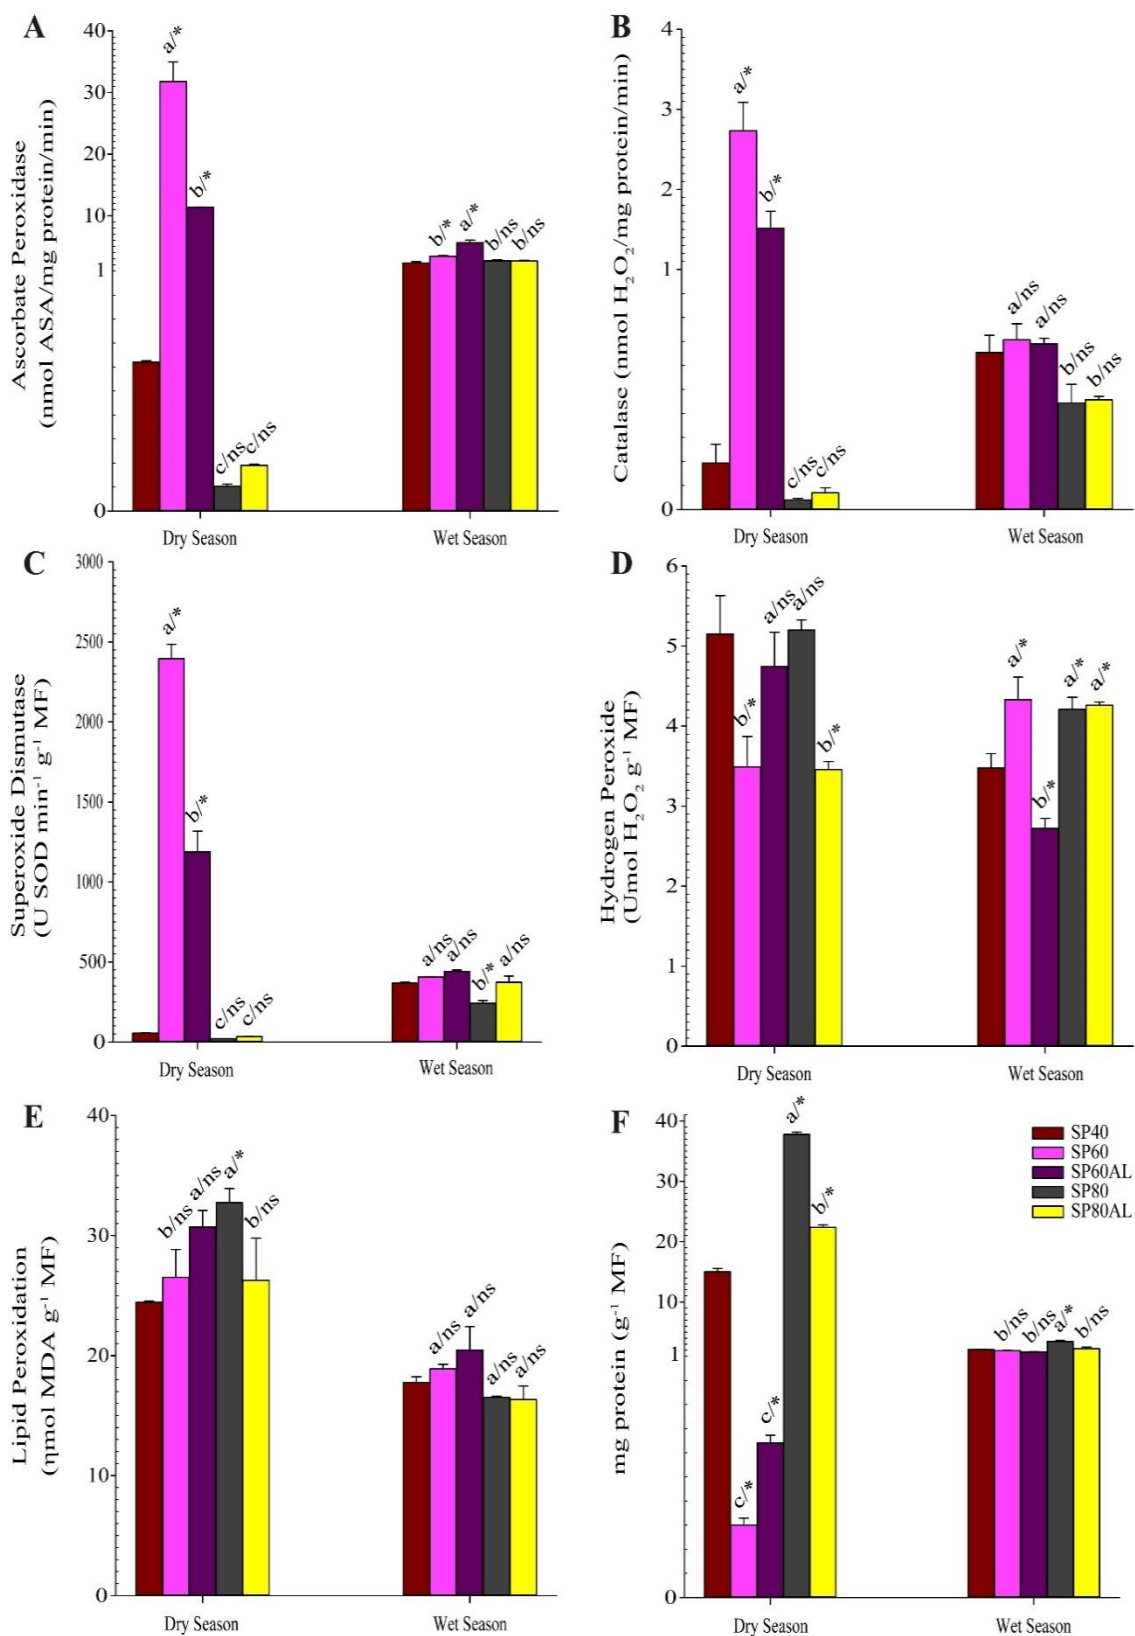 A
Ascorbate Peroxidase
(nmol ASA/mg protein/min)
40
30
20
10
1
0
a/*
b/*
c/ns
c/ns
b/*
a/*
b/ns
b/ns
Dry Season
Wet Season
B
Catalase (nmol H₂O₂/mg protein/min)
4
3
2
1
0
a/*
b/*
c/ns
c/ns
a/ns
a/ns
b/ns
b/ns
Dry Season
Wet Season
C
Superoxide Dismutase
(U SOD min⁻¹ g⁻¹ MF)
3000
2500
2000
1500
1000
500
0
a/*
b/*
c/ns
c/ns
a/ns
a/ns
b/*
a/ns
Dry Season
Wet Season
D
Hydrogen Peroxide
(Umol H₂O₂ g⁻¹ MF)
6
5
4
3
2
1
0
b/*
a/ns
a/ns
b/*
a/*
b/*
a/*
a/*
Dry Season
Wet Season
E
Lipid Peroxidation
(ηmol MDA g⁻¹ MF)
40
30
20
10
0
b/ns
a/ns
a/*
b/ns
a/ns
a/ns
a/ns
a/ns
Dry Season
Wet Season
F
mg protein (g⁻¹ MF)
40
30
20
10
1
0
c/*
c/*
a/*
b/*
b/ns
b/ns
a/*
b/ns
Dry Season
Wet Season
SP40
SP60
SP60AL
SP80
SP80AL